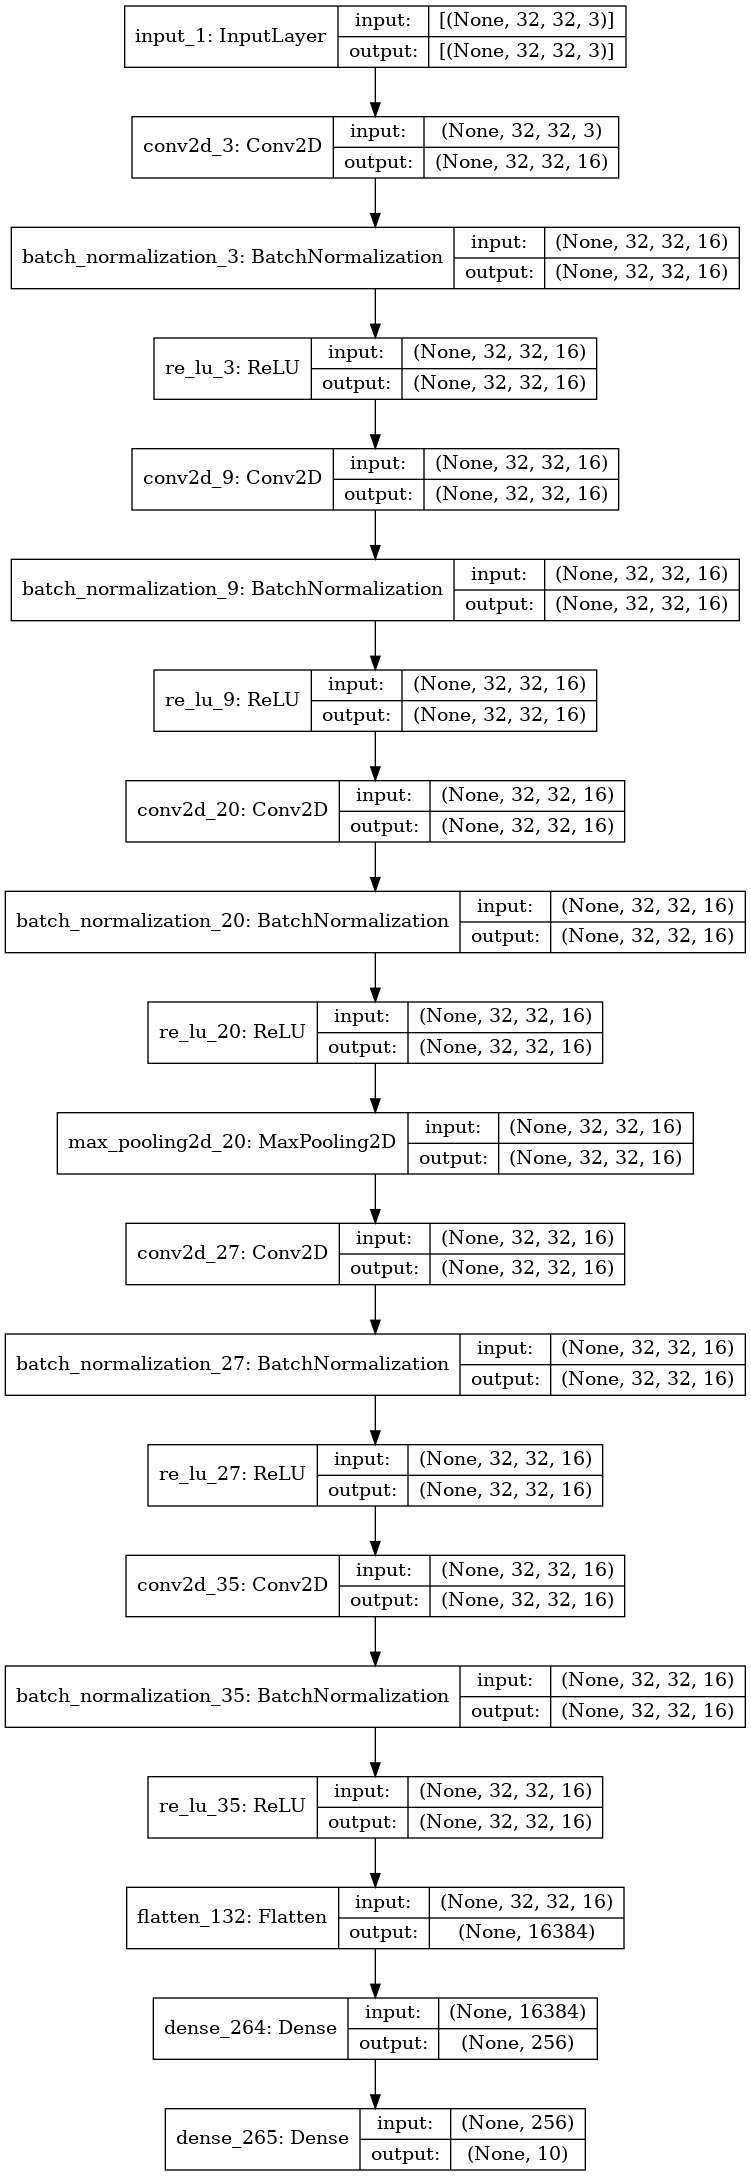 input_1: InputLayer
input: [(None, 32, 32, 3)]
output: [(None, 32, 32, 3)]
conv2d_3: Conv2D
input: (None, 32, 32, 3)
output: (None, 32, 32, 16)
batch_normalization_3: BatchNormalization
input: (None, 32, 32, 16)
output: (None, 32, 32, 16)
re_lu_3: ReLU
input: (None, 32, 32, 16)
output: (None, 32, 32, 16)
conv2d_9: Conv2D
input: (None, 32, 32, 16)
output: (None, 32, 32, 16)
batch_normalization_9: BatchNormalization
input: (None, 32, 32, 16)
output: (None, 32, 32, 16)
re_lu_9: ReLU
input: (None, 32, 32, 16)
output: (None, 32, 32, 16)
conv2d_20: Conv2D
input: (None, 32, 32, 16)
output: (None, 32, 32, 16)
batch_normalization_20: BatchNormalization
input: (None, 32, 32, 16)
output: (None, 32, 32, 16)
re_lu_20: ReLU
input: (None, 32, 32, 16)
output: (None, 32, 32, 16)
max_pooling2d_20: MaxPooling2D
input: (None, 32, 32, 16)
output: (None, 32, 32, 16)
conv2d_27: Conv2D
input: (None, 32, 32, 16)
output: (None, 32, 32, 16)
batch_normalization_27: BatchNormalization
input: (None, 32, 32, 16)
output: (None, 32, 32, 16)
re_lu_27: ReLU
input: (None, 32, 32, 16)
output: (None, 32, 32, 16)
conv2d_35: Conv2D
input: (None, 32, 32, 16)
output: (None, 32, 32, 16)
batch_normalization_35: BatchNormalization
input: (None, 32, 32, 16)
output: (None, 32, 32, 16)
re_lu_35: ReLU
input: (None, 32, 32, 16)
output: (None, 32, 32, 16)
flatten_132: Flatten
input: (None, 32, 32, 16)
output: (None, 16384)
dense_264: Dense
input: (None, 16384)
output: (None, 256)
dense_265: Dense
input: (None, 256)
output: (None, 10)